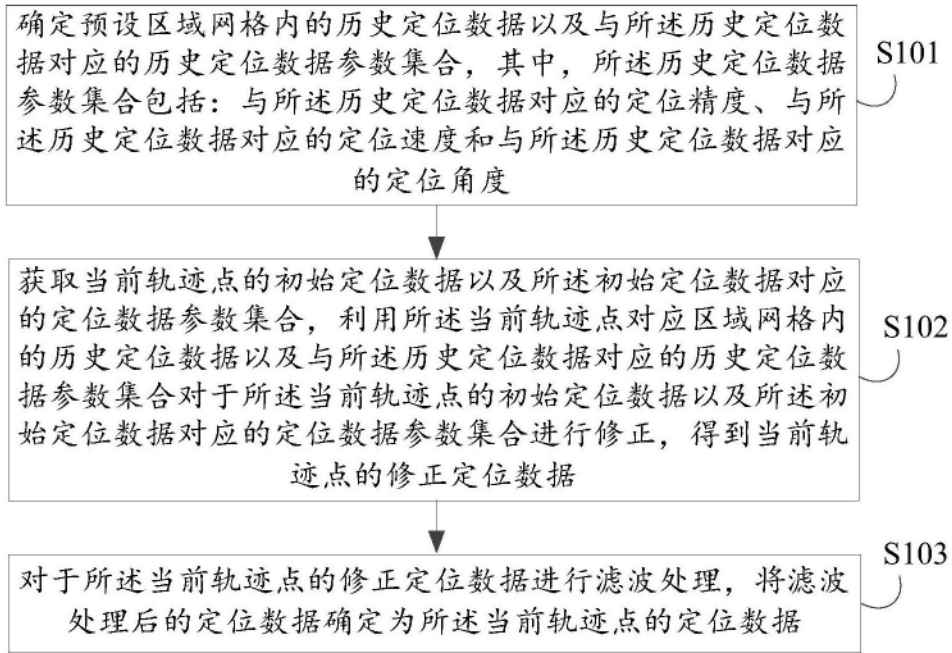 确定预设区域网格内的历史定位数据以及与所述历史定位数
据对应的历史定位数据参数集合，其中，所述历史定位数据
参数集合包括：与所述历史定位数据对应的定位精度、与所
述历史定位数据对应的定位速度和与所述历史定位数据对应
的定位角度
S101
获取当前轨迹点的初始定位数据以及所述初始定位数据对应
的定位数据参数集合，利用所述当前轨迹点对应区域网格内
的历史定位数据以及与所述历史定位数据对应的历史定位数
据参数集合对于所述当前轨迹点的初始定位数据以及所述初
始定位数据对应的定位数据参数集合进行修正，得到当前轨
迹点的修正定位数据
S102
对于所述当前轨迹点的修正定位数据进行滤波处理，将滤波
处理后的定位数据确定为所述当前轨迹点的定位数据
S103